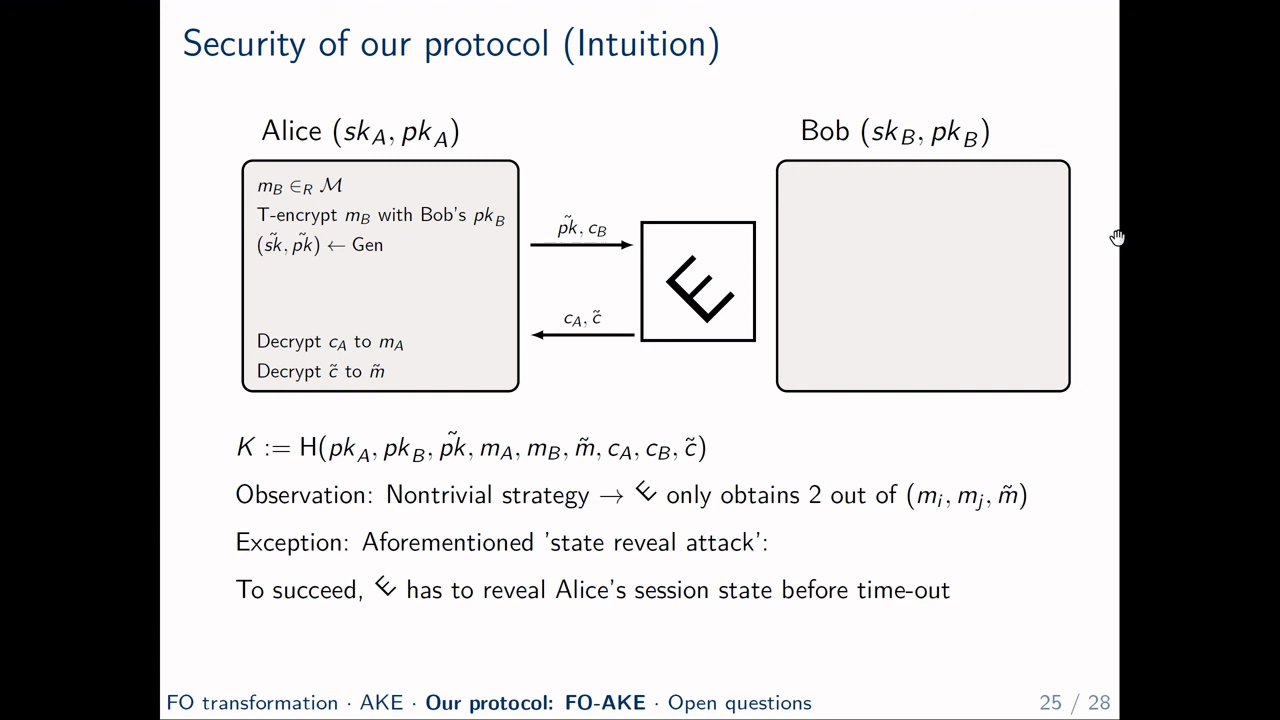 Security of our protocol (Intuition)
Alice (sk_A, pk_A)
Bob (sk_B, pk_B)
m_B ∈_R ℳ
T-encrypt m_B with Bob's pk_B
(s̃k, p̃k) ← Gen
p̃k, c_B
E
c_A, c̃
Decrypt c_A to m_A
Decrypt c̃ to m̃
K := H(pk_A, pk_B, p̃k, m_A, m_B, m̃, c_A, c_B, c̃)
Observation: Nontrivial strategy → E only obtains 2 out of (m_i, m_j, m̃)
Exception: Aforementioned 'state reveal attack':
To succeed, E has to reveal Alice's session state before time-out
FO transformation · AKE · Our protocol: FO-AKE · Open questions
25 / 28